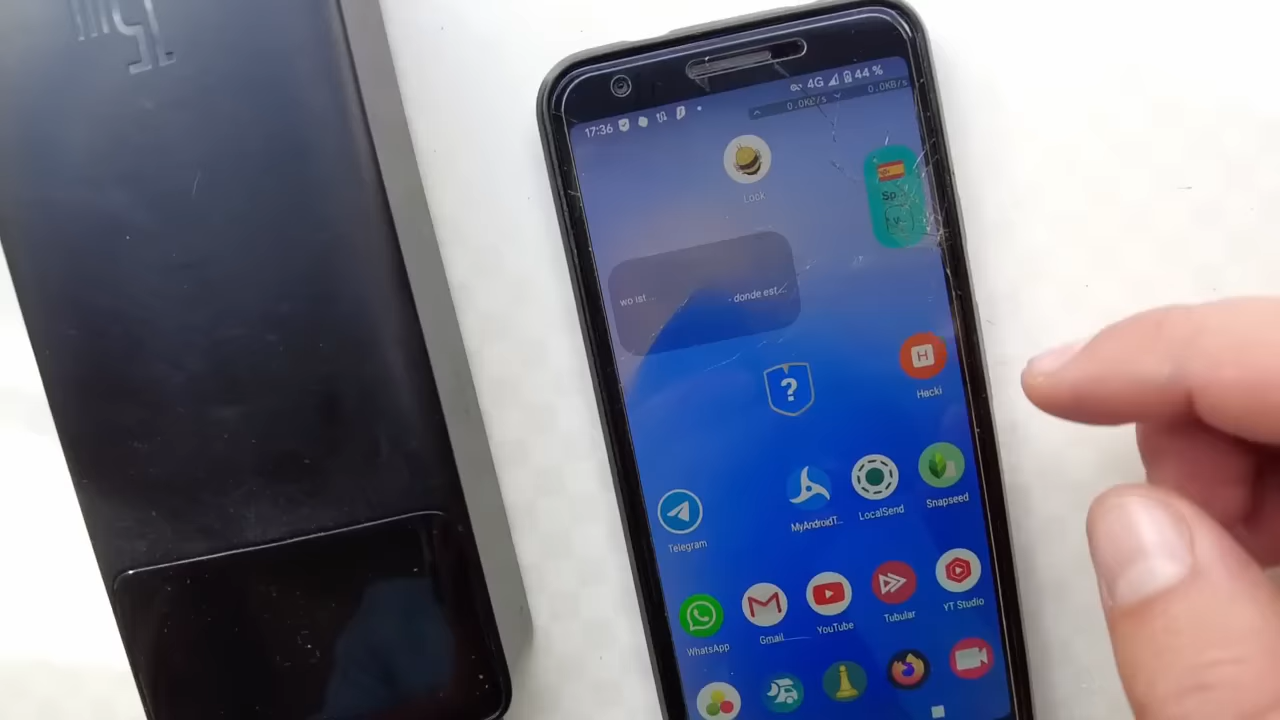 17:36
4G
44 %
0.0KB/s
0.0KB/s
Lock
Sp..
wo ist ...
- donde est...
?
H
Hacki
Telegram
MyAndroidT..
LocalSend
Snapseed
WhatsApp
Gmail
YouTube
Tubular
YT Studio